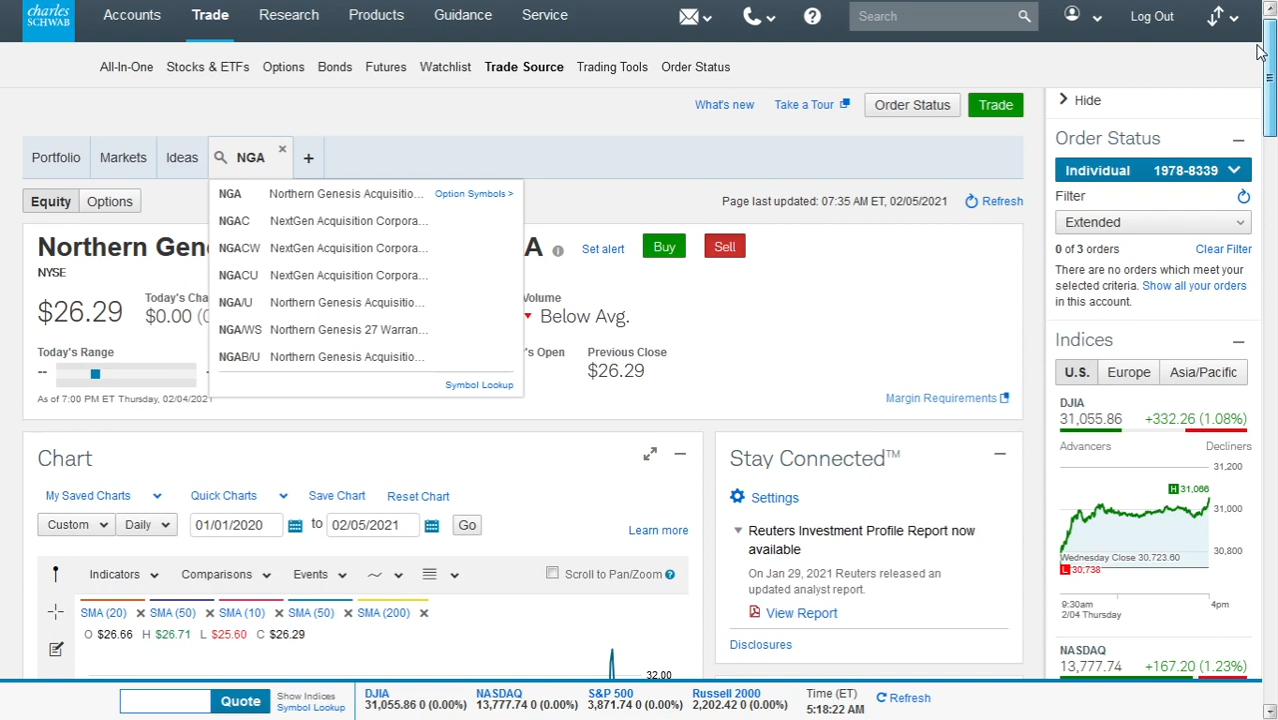 charles
SCHWAB
Accounts Trade Research Products Guidance Service
Search
Log Out
All-In-One Stocks & ETFs Options Bonds Futures Watchlist Trade Source Trading Tools Order Status
What's new Take a Tour Order Status Trade
Portfolio Markets Ideas NGA × +
NGA Northern Genesis Acquisitio... Option Symbols >
NGAC NextGen Acquisition Corpora...
NGACW NextGen Acquisition Corpora...
NGACU NextGen Acquisition Corpora...
NGA/U Northern Genesis Acquisitio...
NGA/WS Northern Genesis 27 Warran...
NGAB/U Northern Genesis Acquisitio...
Symbol Lookup
Equity Options
Page last updated: 07:35 AM ET, 02/05/2021 Refresh
Northern Gen A Set alert Buy Sell
NYSE
$26.29
Today's Cha
$0.00 (0
Volume
Below Avg.
Today's Range
--
's Open
Previous Close
$26.29
As of 7:00 PM ET Thursday, 02/04/2021
Margin Requirements
Chart
My Saved Charts Quick Charts Save Chart Reset Chart
Custom Daily 01/01/2020 to 02/05/2021 Go
Learn more
Indicators Comparisons Events Scroll to Pan/Zoom
SMA (20) × SMA (50) × SMA (10) × SMA (50) × SMA (200) ×
O $26.66 H $26.71 L $25.60 C $26.29
32.00
Stay Connected™
Settings
Reuters Investment Profile Report now
available
On Jan 29, 2021 Reuters released an
updated analyst report.
View Report
Disclosures
Hide
Order Status
Individual 1978-8339
Filter
Extended
0 of 3 orders Clear Filter
There are no orders which meet your
selected criteria. Show all your orders
in this account.
Indices
U.S. Europe Asia/Pacific
DJIA
31,055.86 +332.26 (1.08%)
Advancers Decliners
31,200
H 31,066
31,000
30,800
Wednesday Close 30,723.60
L 30,738
9:30am 4pm
2/04 Thursday
NASDAQ
13,777.74 +167.20 (1.23%)
Quote
Show Indices
Symbol Lookup
DJIA
31,055.86 0 (0.00%)
NASDAQ
13,777.74 0 (0.00%)
S&P 500
3,871.74 0 (0.00%)
Russell 2000
2,202.42 0 (0.00%)
Time (ET)
5:18:22 AM
Refresh